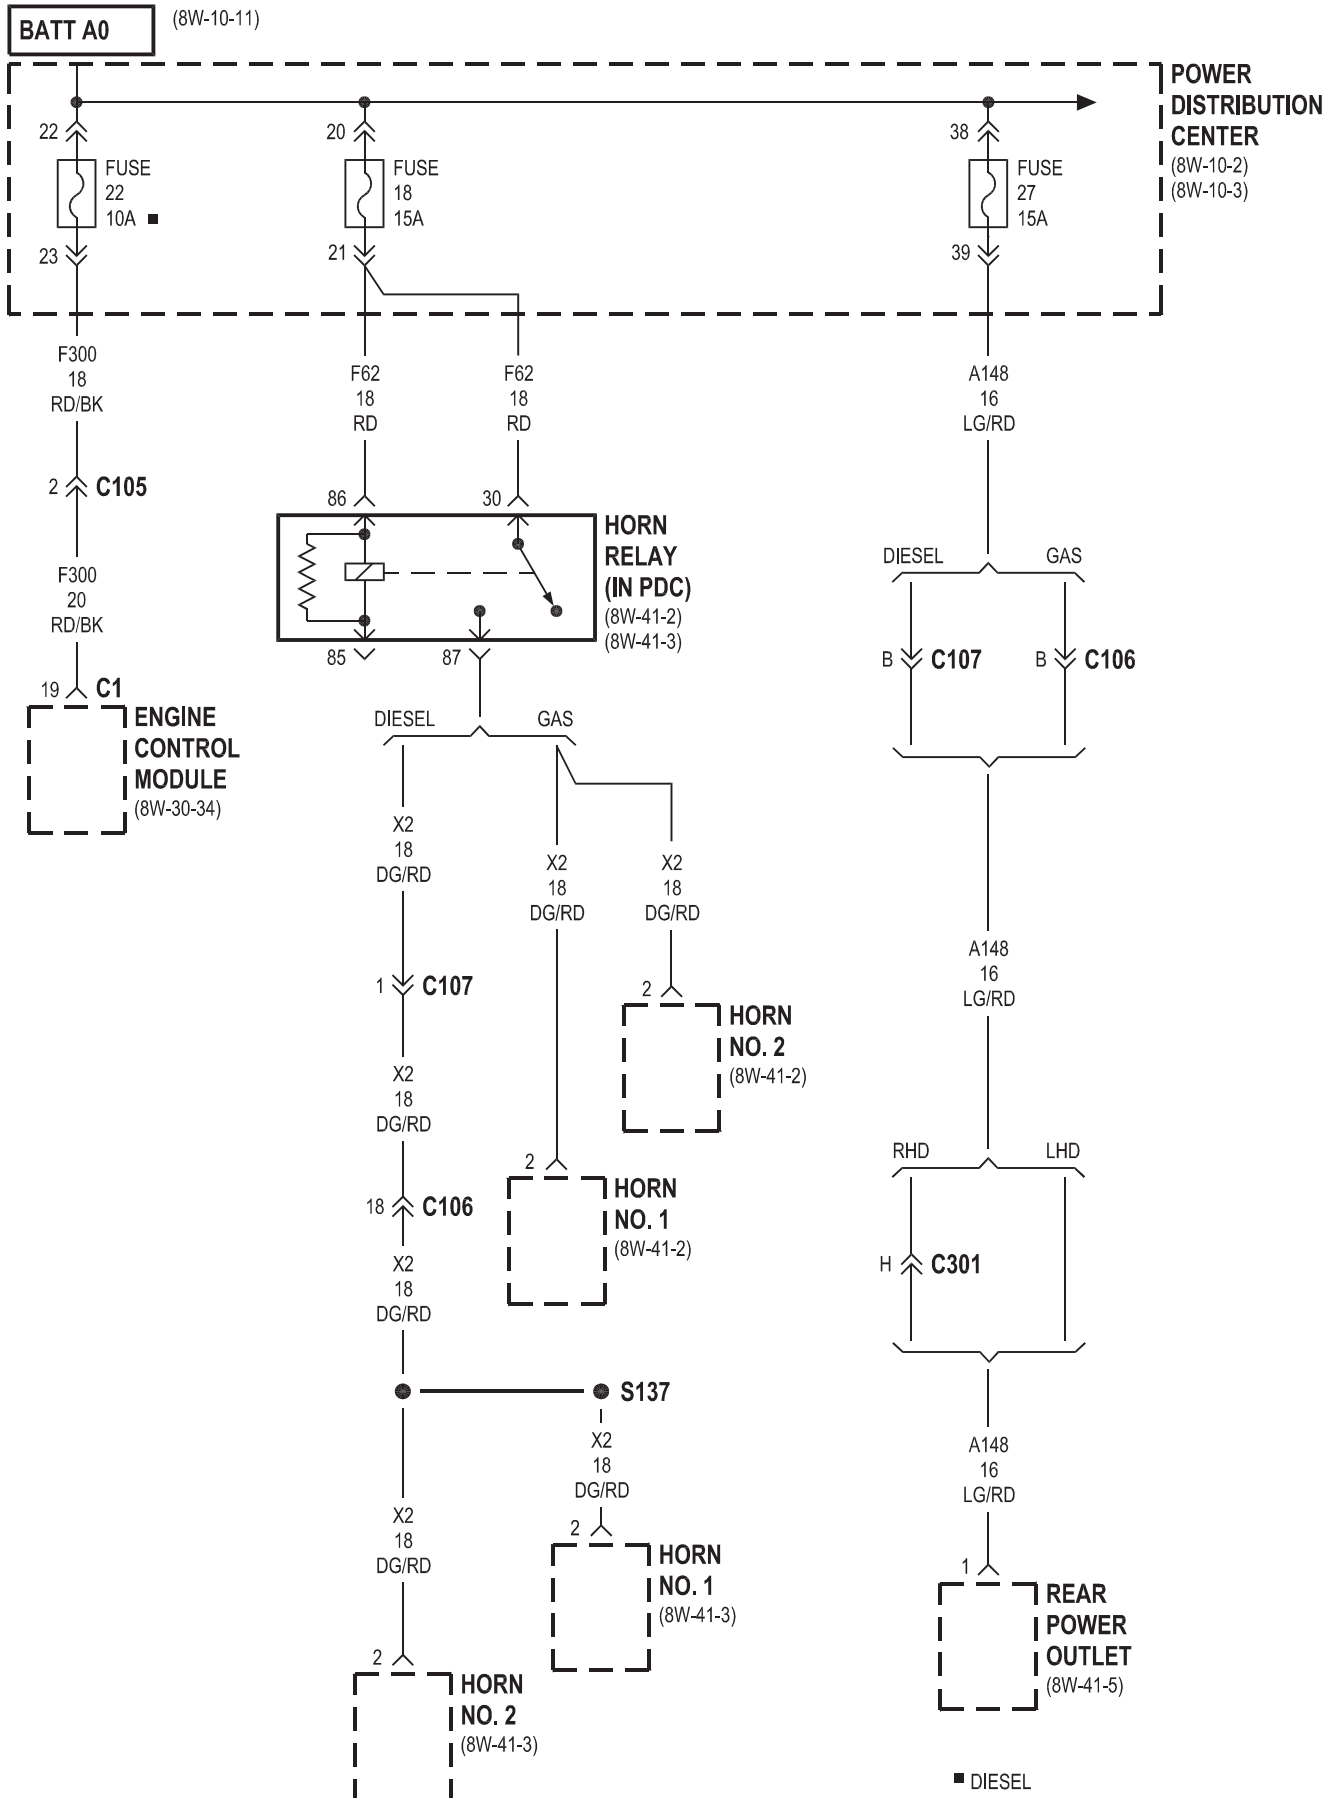 BATT A0
(8W-10-11)
POWER
DISTRIBUTION
CENTER
(8W-10-2)
(8W-10-3)
22
FUSE
22
10A ■
23
20
FUSE
18
15A
21
38
FUSE
27
15A
39
F300
18
RD/BK
2
C105
F300
20
RD/BK
19
C1
ENGINE
CONTROL
MODULE
(8W-30-34)
F62
18
RD
F62
18
RD
86
30
HORN
RELAY
(IN PDC)
(8W-41-2)
(8W-41-3)
85
87
DIESEL
GAS
X2
18
DG/RD
X2
18
DG/RD
X2
18
DG/RD
1
C107
2
HORN
NO. 2
(8W-41-2)
X2
18
DG/RD
2
HORN
NO. 1
(8W-41-2)
18
C106
X2
18
DG/RD
S137
X2
18
DG/RD
X2
18
DG/RD
2
HORN
NO. 1
(8W-41-3)
2
HORN
NO. 2
(8W-41-3)
A148
16
LG/RD
DIESEL
GAS
B
C107
B
C106
A148
16
LG/RD
RHD
LHD
H
C301
A148
16
LG/RD
1
REAR
POWER
OUTLET
(8W-41-5)
■ DIESEL